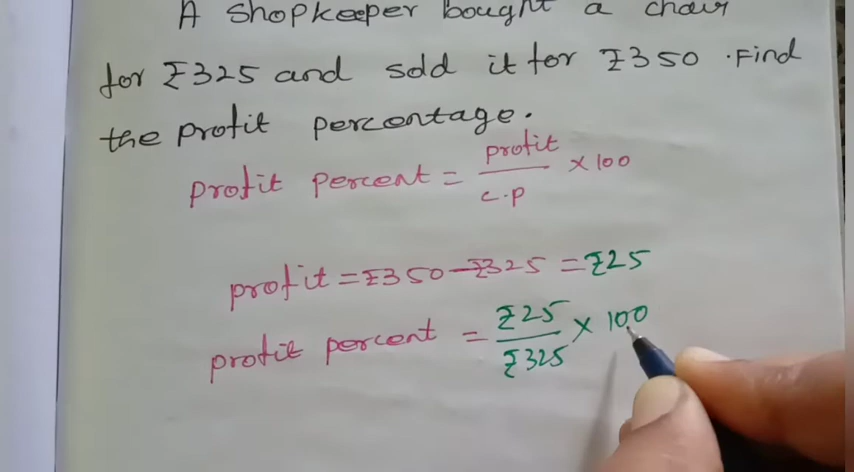 A shopkeeper bought a chair
for ₹325 and sold it for ₹350 . Find
the profit percentage.
profit percent = profit/c.p × 100
profit = ₹350 - ₹325 = ₹25
profit percent = ₹25/₹325 × 100